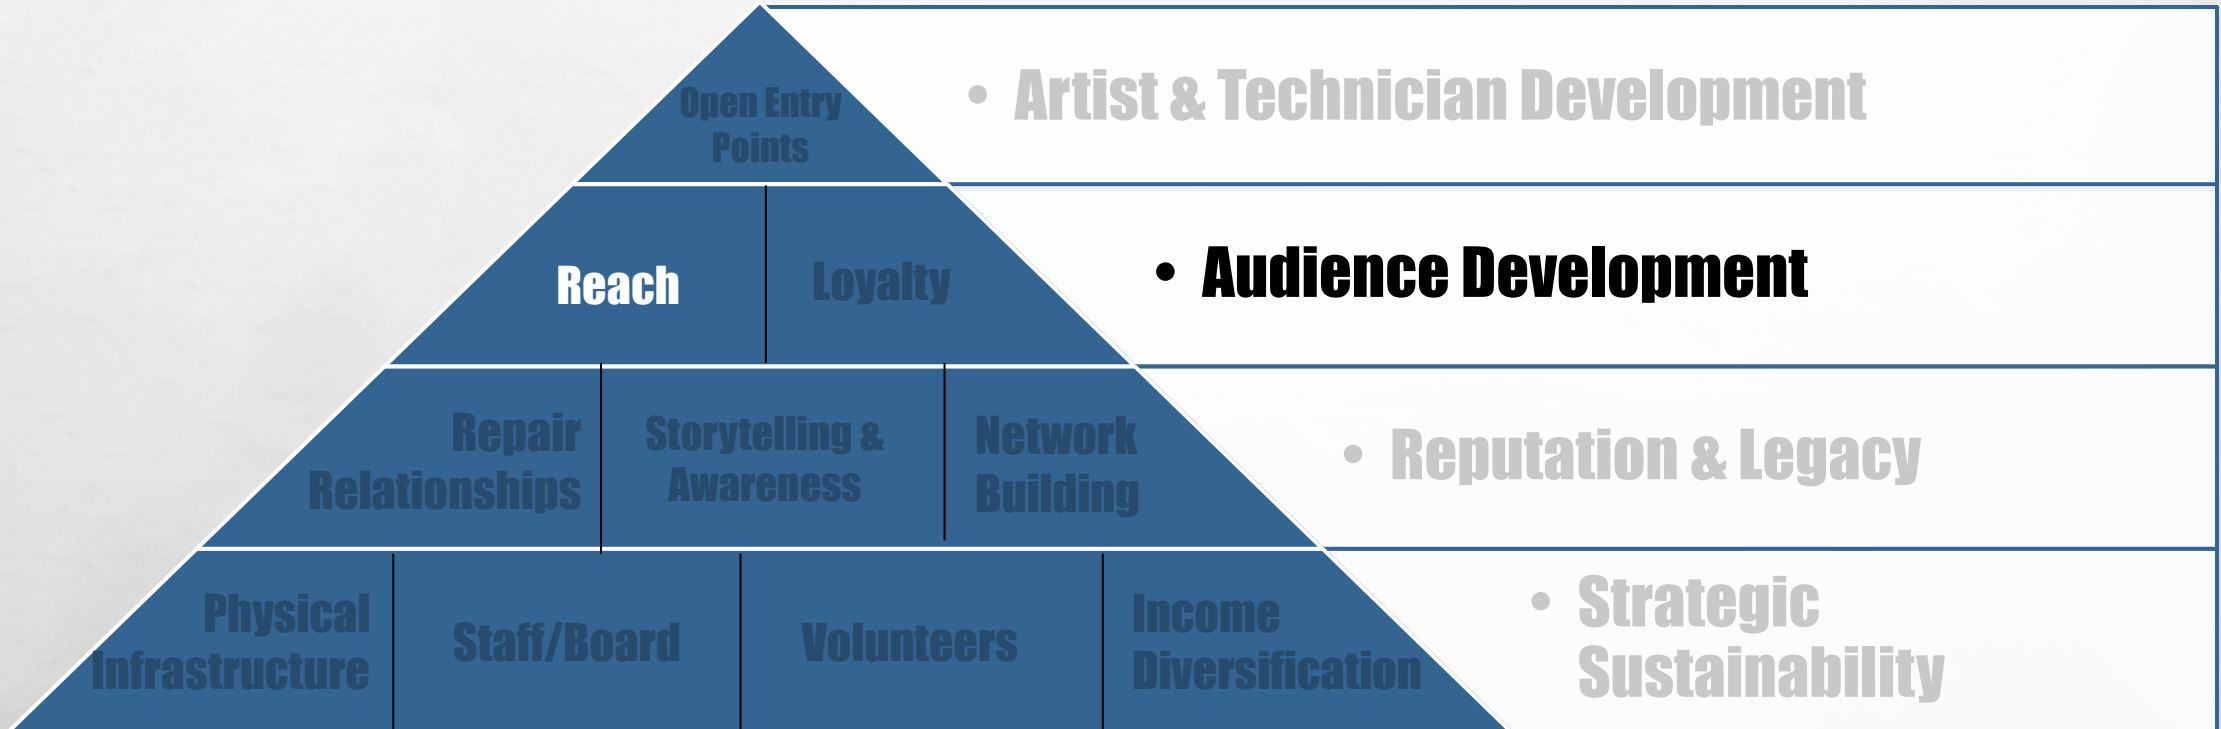 Open Entry
Points
• Artist & Technician Development
Reach
Loyalty
• Audience Development
Repair
Relationships
Storytelling &
Awareness
Network
Building
• Reputation & Legacy
Physical
Infrastructure
Staff/Board
Volunteers
Income
Diversification
• Strategic
Sustainability